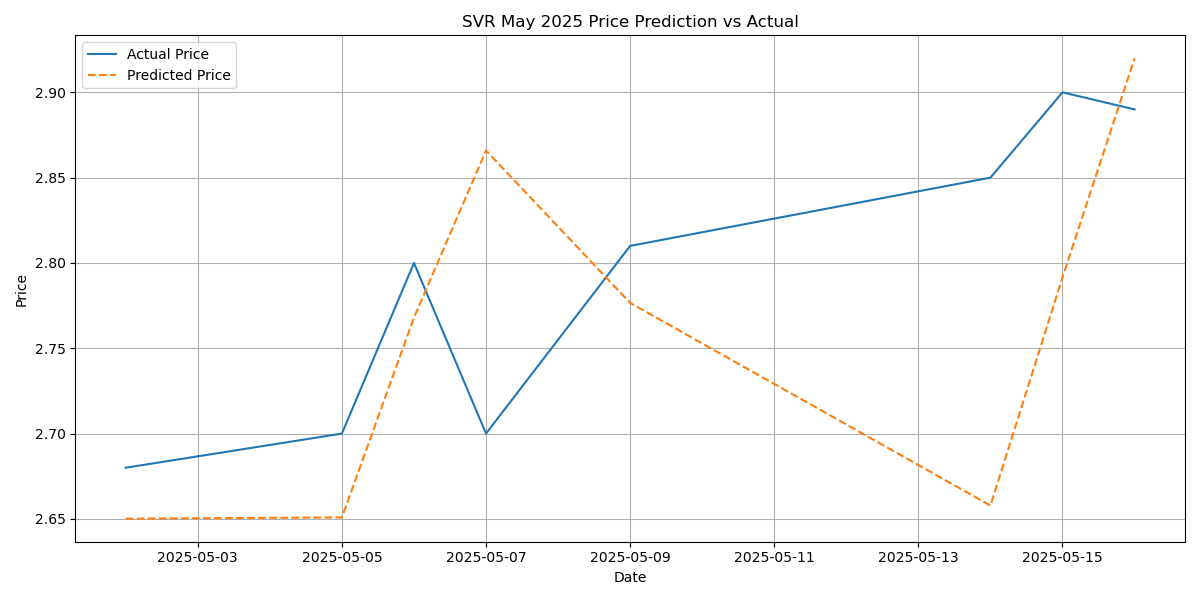 SVR May 2025 Price Prediction vs Actual
Actual Price
Predicted Price
Price
2.90
2.85
2.80
2.75
2.70
2.65
2025-05-03 2025-05-05 2025-05-07 2025-05-09 2025-05-11 2025-05-13 2025-05-15
Date